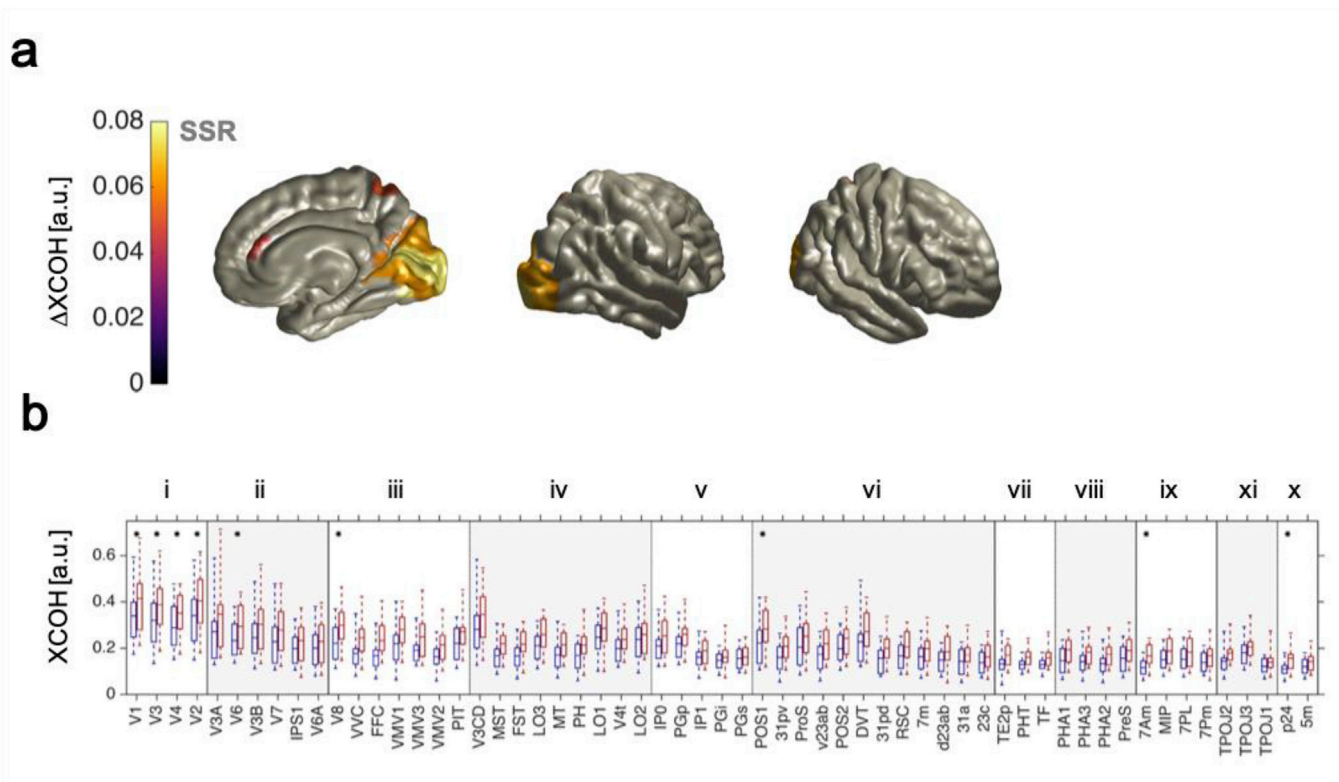 a
0.08
SSR
0.06
0.04
0.02
0
ΔXCOH [a.u.]
b
i ii iii iv v vi vii viii ix xi x
XCOH [a.u.]
0.6
0.4
0.2
0
* * * * * * * * *
V1 V3 V4 V2 V3A V6 V3B V7 IPS1 V6A V8 VVC FFC VMV1 VMV3 VMV2 PIT V3CD MST FST LO3 MT PH LO1 V4t LO2 IP0 PGp IP1 PGi PGs POS1 31pv ProS v23ab POS2 DVT 31pd RSC 7m d23ab 31a 23c TE2p PHT TF PHA1 PHA3 PHA2 PreS 7Am MIP 7PL 7Pm TPOJ2 TPOJ3 TPOJ1 p24 5m